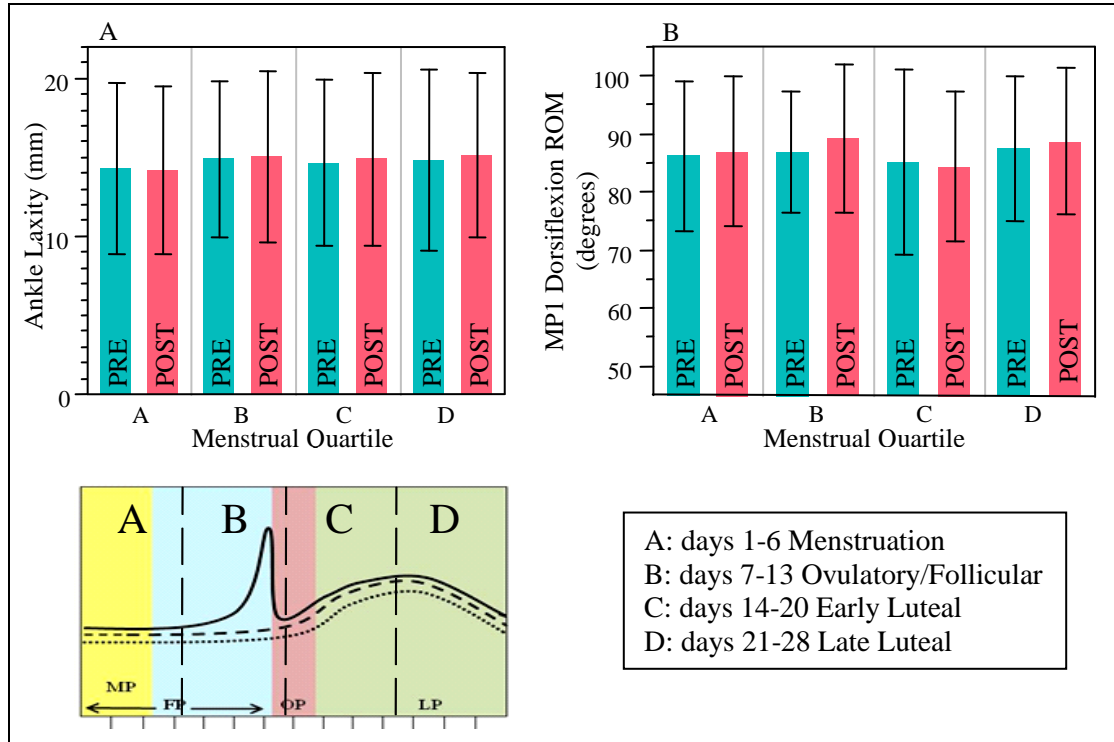 A
Ankle Laxity (mm)
20
10
0
PRE
POST
PRE
POST
PRE
POST
PRE
POST
A
B
C
D
Menstrual Quartile
B
MP1 Dorsiflexion ROM
(degrees)
100
90
80
70
60
50
PRE
POST
PRE
POST
PRE
POST
PRE
POST
A
B
C
D
Menstrual Quartile
A
B
C
D
MP
FP
OP
LP
A: days 1-6 Menstruation
B: days 7-13 Ovulatory/Follicular
C: days 14-20 Early Luteal
D: days 21-28 Late Luteal